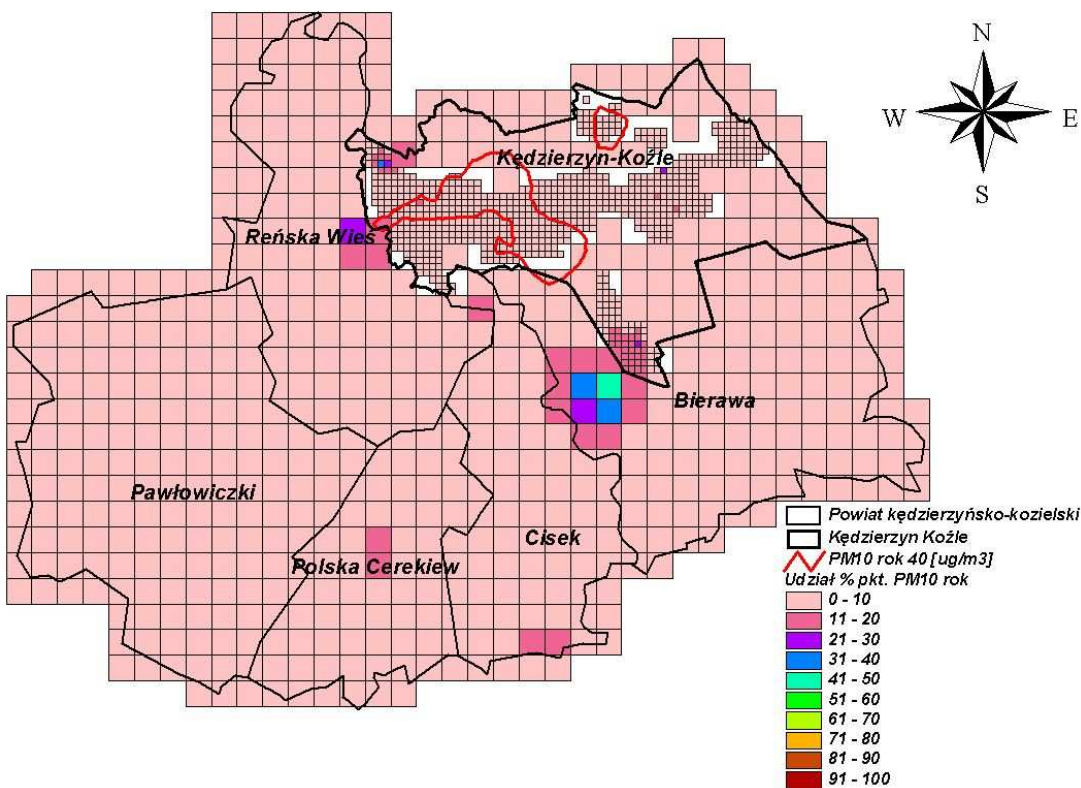 N
W
E
S
Kędzierzyn-Koźle
Reńska Wieś
Bierawa
Pawłowiczki
Cisek
Polska Cerekiew
Powiat kędzierzyńsko-kozielski
Kędzierzyn Koźle
PM10 rok 40 [ug/m3]
Udział % pkt. PM10 rok
0 - 10
11 - 20
21 - 30
31 - 40
41 - 50
51 - 60
61 - 70
71 - 80
81 - 90
91 - 100